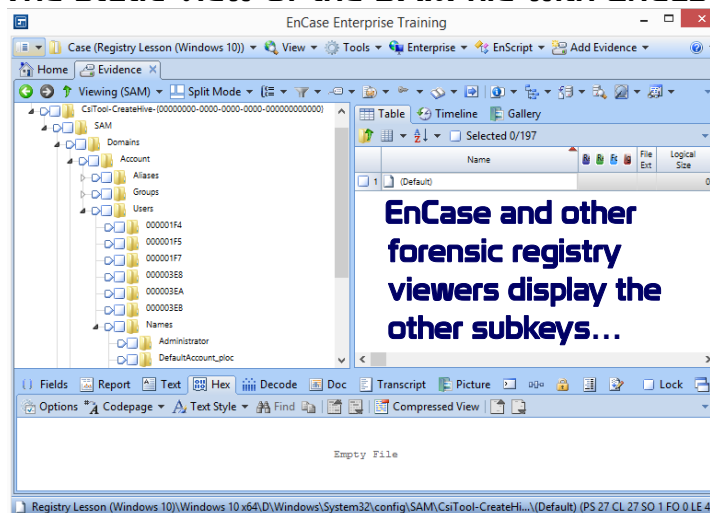 EnCase Enterprise Training
Case (Registry Lesson (Windows 10)) View Tools Enterprise EnScript Add Evidence
Home Evidence
Viewing (SAM) Split Mode
CsiTool-CreateHive-{00000000-0000-0000-0000-000000000000}
SAM
Domains
Account
Aliases
Groups
Users
000001F4
000001F5
000001F7
000003E8
000003EA
000003EB
Names
Administrator
DefaultAccount_ploc
Table Timeline Gallery
Selected 0/197
Name File Ext Logical Size
1 (Default) 0
EnCase and other
forensic registry
viewers display the
other subkeys...
Fields Report Text Hex Decode Doc Transcript Picture Lock
Options Codepage Text Style Find Compressed View
Empty File
Registry Lesson (Windows 10)\Windows 10 x64\D\Windows\System32\config\SAM\CsiTool-CreateHi...\(Default) (PS 27 CL 27 SO 1 FO 0 LE 4